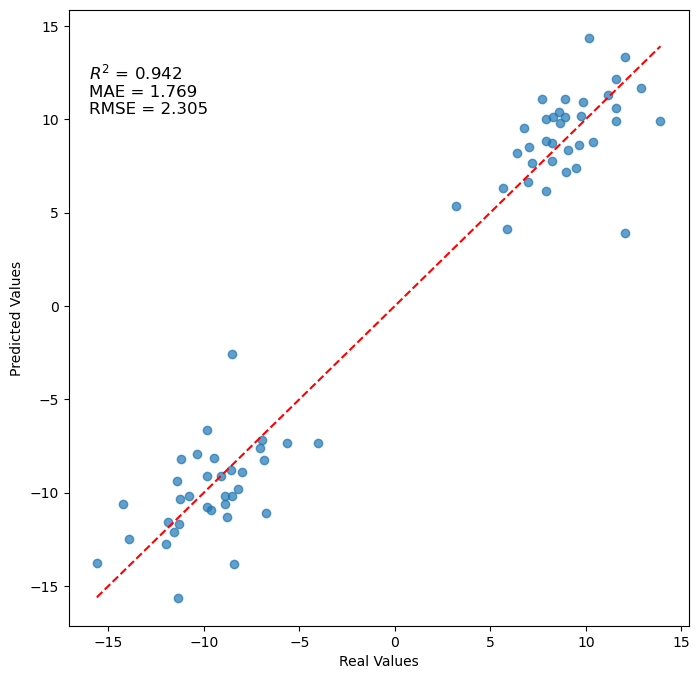 R² = 0.942
MAE = 1.769
RMSE = 2.305
15
10
5
0
−5
−10
−15
Predicted Values
−15 −10 −5 0 5 10 15
Real Values